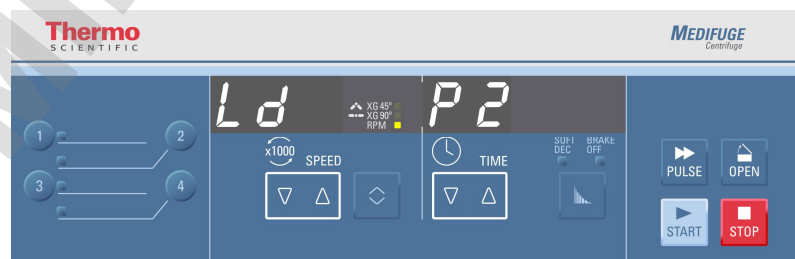 Thermo
SCIENTIFIC
MEDIFUGE
Centrifuge
Ld
XG 45°
XG 90°
RPM
P2
x1000
SPEED
TIME
SOFT
DEC
BRAKE
OFF
1
2
3
4
PULSE
OPEN
START
STOP